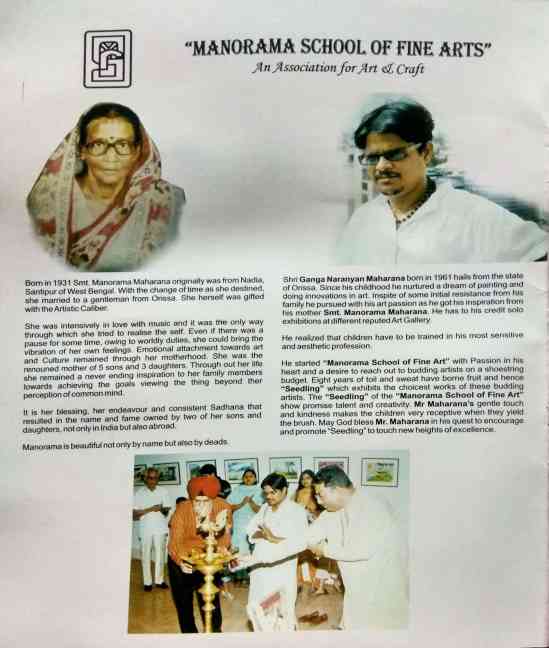 "MANORAMA SCHOOL OF FINE ARTS"
An Association for Art & Craft
Born in 1931 Smt. Manorama Maharana originally was from Nadia,
Santipur of West Bengal. With the change of time as she destined,
she married to a gentleman from Orissa. She herself was gifted
with the Artistic Caliber.
She was intensively in love with music and it was the only way
through which she tried to realise the self. Even if there was a
pause for some time, owing to worldly duties, she could bring the
vibration of her own feelings. Emotional attachment towards art
and Culture remained through her motherhood. She was the
renouned mother of 5 sons and 3 daughters. Through out her life
she remained a never ending inspiration to her family members
towards achieving the goals viewing the thing beyond the
perception of common mind.
It is her blessing, her endeavour and consistent Sadhana that
resulted in the name and fame owned by two of her sons and
daughters, not only in India but also abroad.
Manorama is beautiful not only by name but also by deads.
Shri Ganga Naranyan Maharana born in 1961 hails from the state
of Orissa. Since his childhood he nurtured a dream of painting and
doing innovations in art. Inspite of some initial resistance from his
family he pursued with his art passion as he got his inspiration from
his mother Smt. Manorama Maharana. He has to his credit solo
exhibitions at different reputed Art Gallery.
He realized that children have to be trained in his most sensitive
and aesthetic profession.
He started "Manorama School of Fine Art" with Passion in his
heart and a desire to reach out to budding artists on a shoestring
budget. Eight years of toil and sweat have borne fruit and hence
"Seedling" which exhibits the choicest works of these budding
artists. The "Seedling" of the "Manorama School of Fine Art"
show promise talent and creativity. Mr Maharana's gentle touch
and kindness makes the children very receptive when they yield
the brush. May God bless Mr. Maharana in his quest to encourage
and promote "Seedling" to touch new heights of excellence.